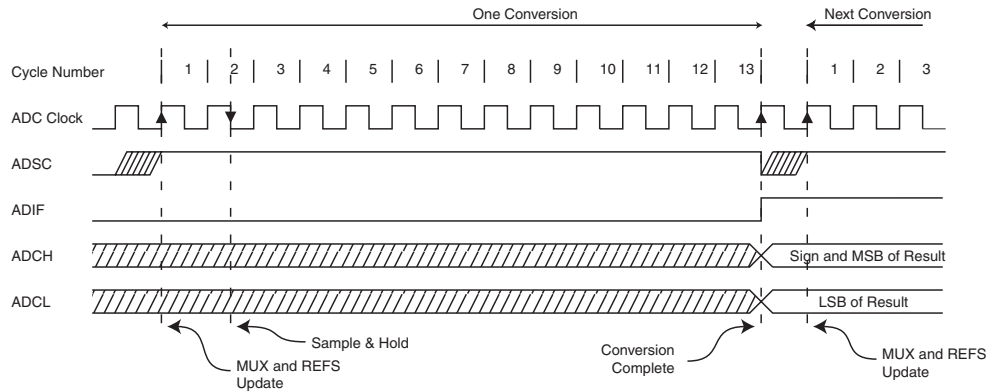 One Conversion
Next Conversion
Cycle Number 1 2 3 4 5 6 7 8 9 10 11 12 13 1 2 3
ADC Clock
ADSC
ADIF
ADCH
Sign and MSB of Result
ADCL
LSB of Result
MUX and REFS
Update
Sample & Hold
Conversion
Complete
MUX and REFS
Update